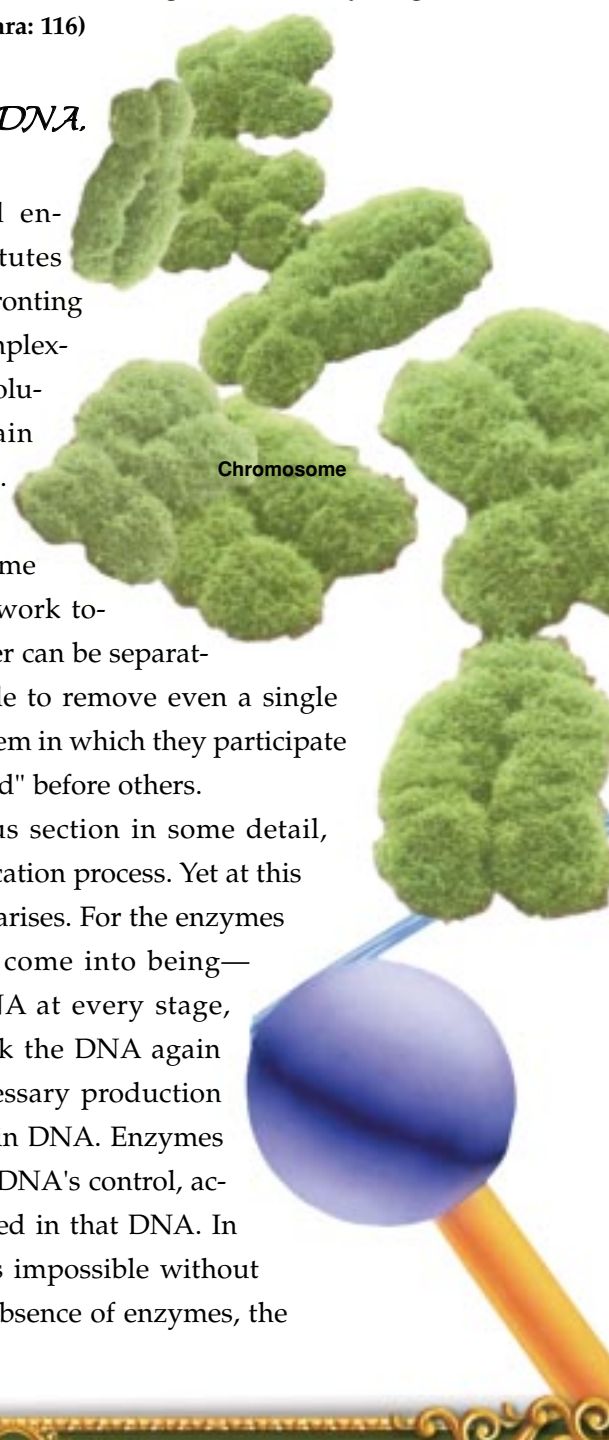 ara: 116)
DNA,
l en-
tutes
ronting
nplex-
olu-
ain
.
Chromosome
me
work to-
er can be separat-
le to remove even a single
em in which they participate
d" before others.
us section in some detail,
cation process. Yet at this
arises. For the enzymes
come into being—
NA at every stage,
k the DNA again
essary production
in DNA. Enzymes
DNA's control, ac-
ed in that DNA. In
s impossible without
bsence of enzymes, the